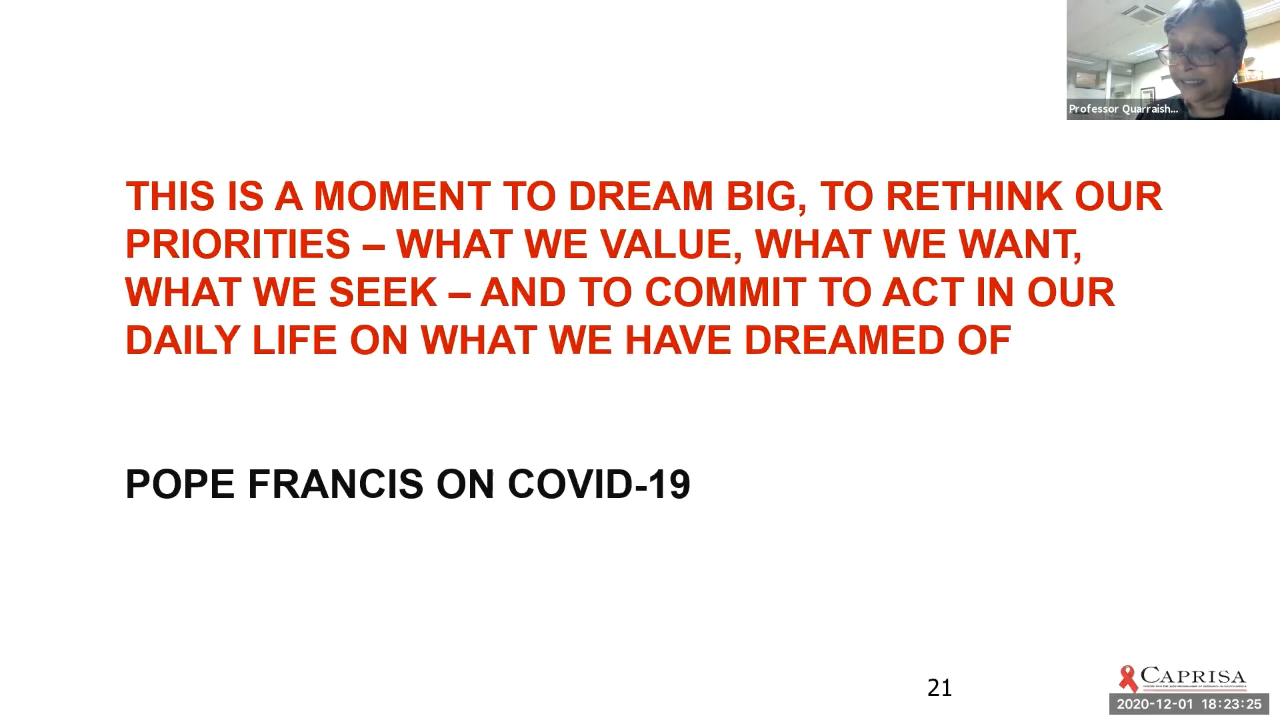 Professor Quarraish...
THIS IS A MOMENT TO DREAM BIG, TO RETHINK OUR
PRIORITIES – WHAT WE VALUE, WHAT WE WANT,
WHAT WE SEEK – AND TO COMMIT TO ACT IN OUR
DAILY LIFE ON WHAT WE HAVE DREAMED OF
POPE FRANCIS ON COVID-19
21
CAPRISA
2020-12-01 18:23:25